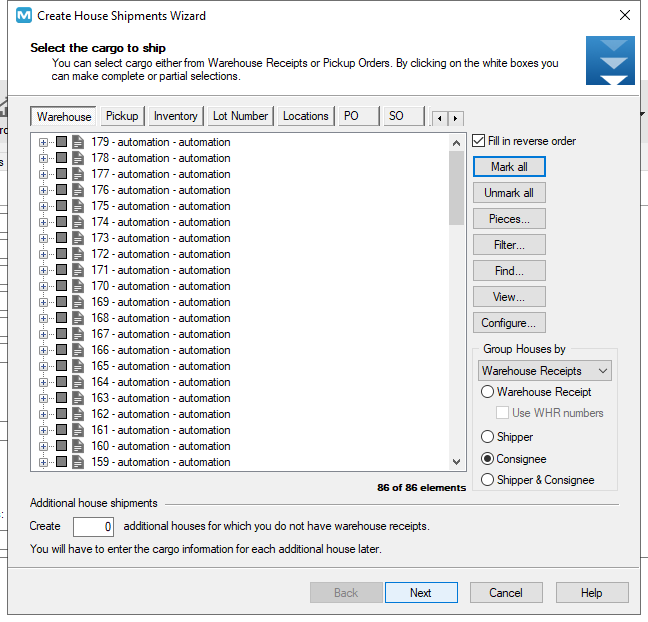 Create House Shipments Wizard
Select the cargo to ship
You can select cargo either from Warehouse Receipts or Pickup Orders. By clicking on the white boxes you
can make complete or partial selections.
Warehouse Pickup Inventory Lot Number Locations PO SO
179 - automation - automation
178 - automation - automation
177 - automation - automation
176 - automation - automation
175 - automation - automation
174 - automation - automation
173 - automation - automation
172 - automation - automation
171 - automation - automation
170 - automation - automation
169 - automation - automation
168 - automation - automation
167 - automation - automation
166 - automation - automation
165 - automation - automation
164 - automation - automation
163 - automation - automation
162 - automation - automation
161 - automation - automation
160 - automation - automation
159 - automation - automation
86 of 86 elements
Fill in reverse order
Mark all
Unmark all
Pieces...
Filter...
Find...
View...
Configure...
Group Houses by
Warehouse Receipts
Warehouse Receipt
Use WHR numbers
Shipper
Consignee
Shipper & Consignee
Additional house shipments
Create 0 additional houses for which you do not have warehouse receipts.
You will have to enter the cargo information for each additional house later.
Back Next Cancel Help